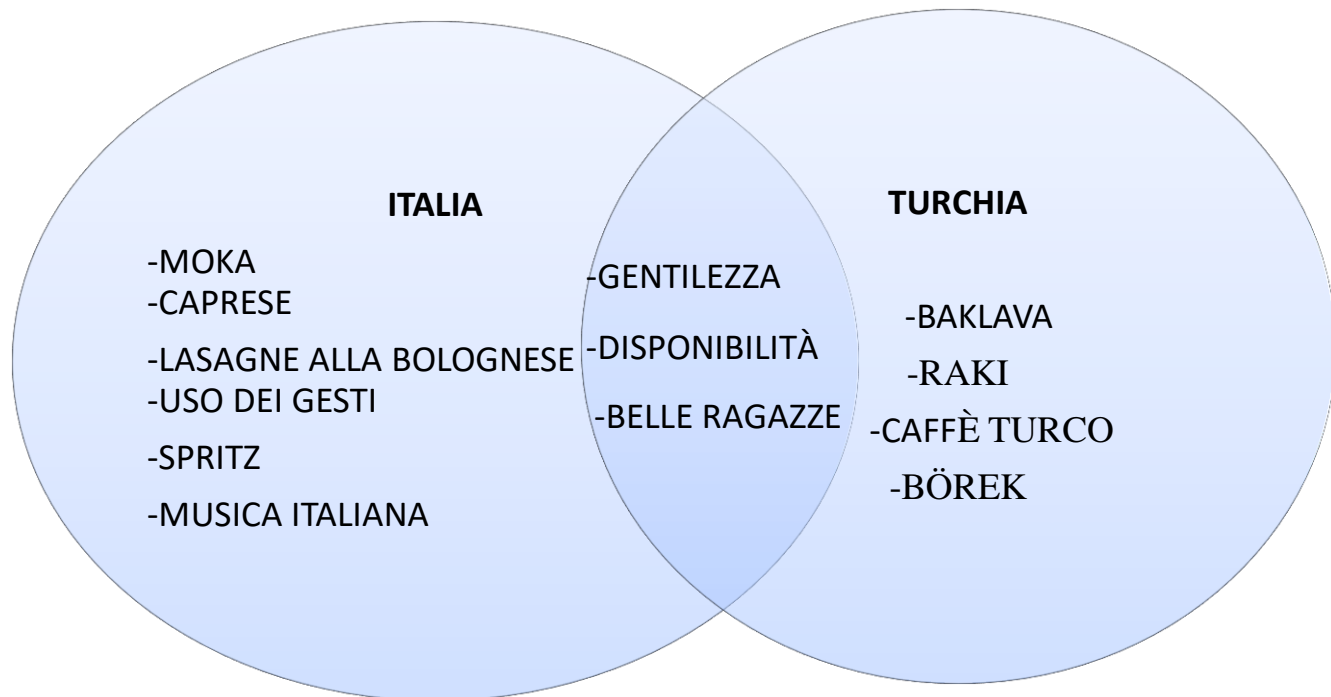 ITALIA
-MOKA
-CAPRESE
-LASAGNE ALLA BOLOGNESE
-USO DEI GESTI
-SPRITZ
-MUSICA ITALIANA
-GENTILEZZA
-DISPONIBILITÀ
-BELLE RAGAZZE
TURCHIA
-BAKLAVA
-RAKI
-CAFFÈ TURCO
-BÖREK